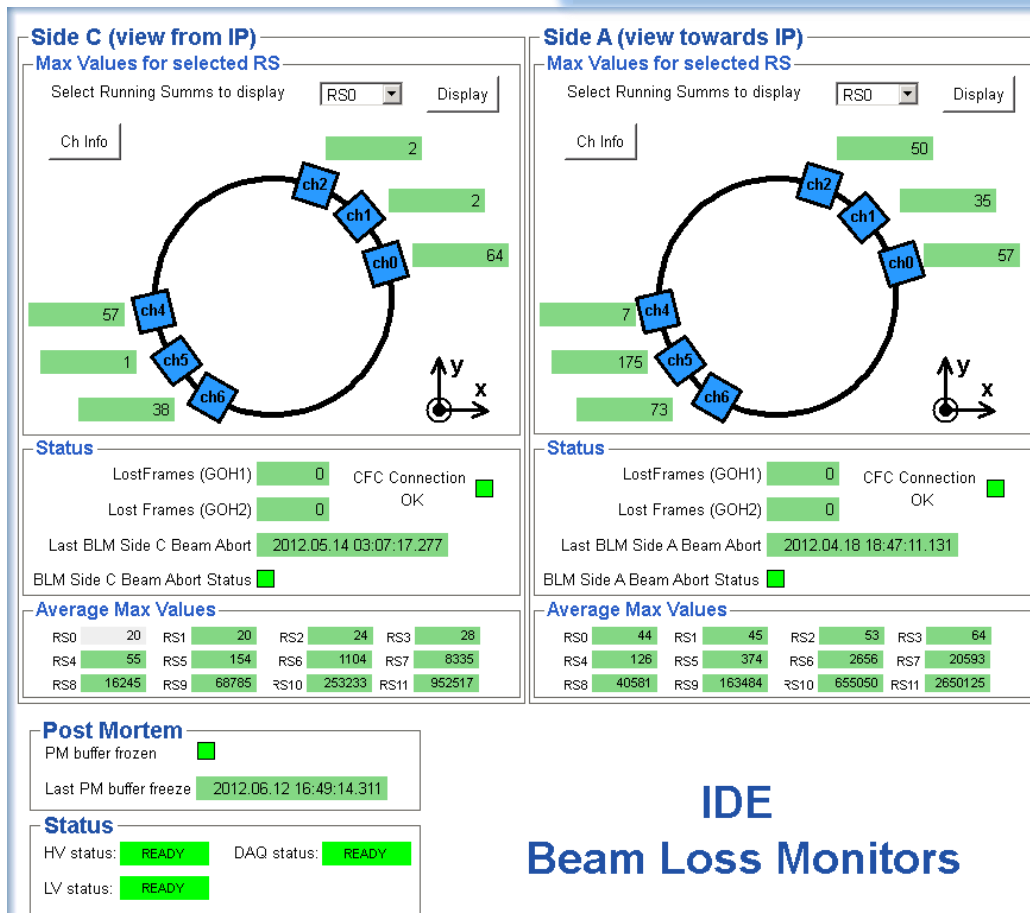 Side C (view from IP)
Max Values for selected RS
Select Running Summs to display RS0 Display
Ch Info
2
ch2
2
ch1
64
ch0
57 ch4
1 ch5
38 ch6
y
x
Status
LostFrames (GOH1) 0 CFC Connection
OK
Lost Frames (GOH2) 0
Last BLM Side C Beam Abort 2012.05.14 03:07:17.277
BLM Side C Beam Abort Status
Average Max Values
RS0 20 RS1 20 RS2 24 RS3 28
RS4 55 RS5 154 RS6 1104 RS7 8335
RS8 16245 RS9 68785 RS10 253233 RS11 952517
Side A (view towards IP)
Max Values for selected RS
Select Running Summs to display RS0 Display
Ch Info
50
ch2
35
ch1
57
ch0
7 ch4
175 ch5
73 ch6
y
x
Status
LostFrames (GOH1) 0 CFC Connection
OK
Lost Frames (GOH2) 0
Last BLM Side A Beam Abort 2012.04.18 18:47:11.131
BLM Side A Beam Abort Status
Average Max Values
RS0 44 RS1 45 RS2 53 RS3 64
RS4 126 RS5 374 RS6 2656 RS7 20593
RS8 40581 RS9 163484 RS10 655050 RS11 2650125
Post Mortem
PM buffer frozen
Last PM buffer freeze 2012.06.12 16:49:14.311
Status
HV status: READY DAQ status: READY
LV status: READY
IDE
Beam Loss Monitors